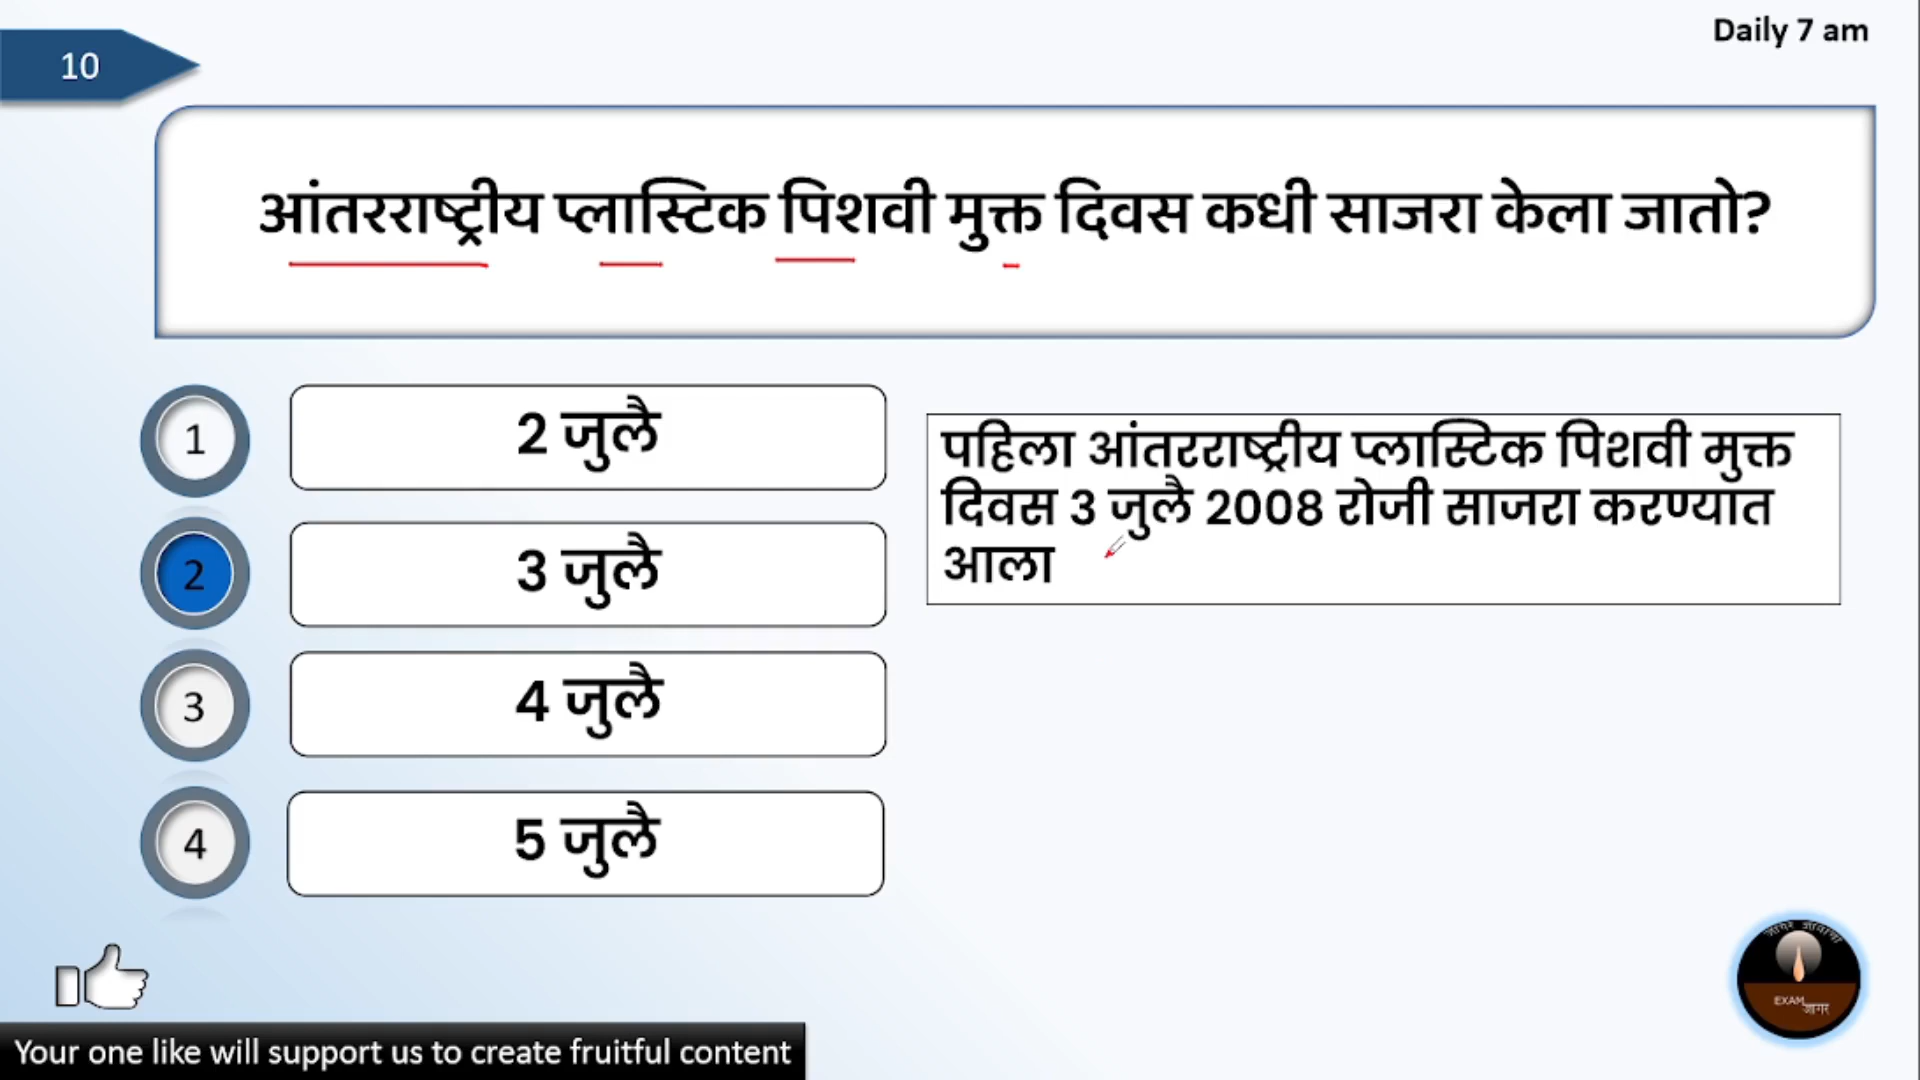 Daily 7 am
10
आंतरराष्ट्रीय प्लास्टिक पिशवी मुक्त दिवस कधी साजरा केला जातो?
1
2 जुलै
2
3 जुलै
3
4 जुलै
4
5 जुलै
पहिला आंतरराष्ट्रीय प्लास्टिक पिशवी मुक्त
दिवस 3 जुलै 2008 रोजी साजरा करण्यात
आला
EXAM
जागर
Your one like will support us to create fruitful content